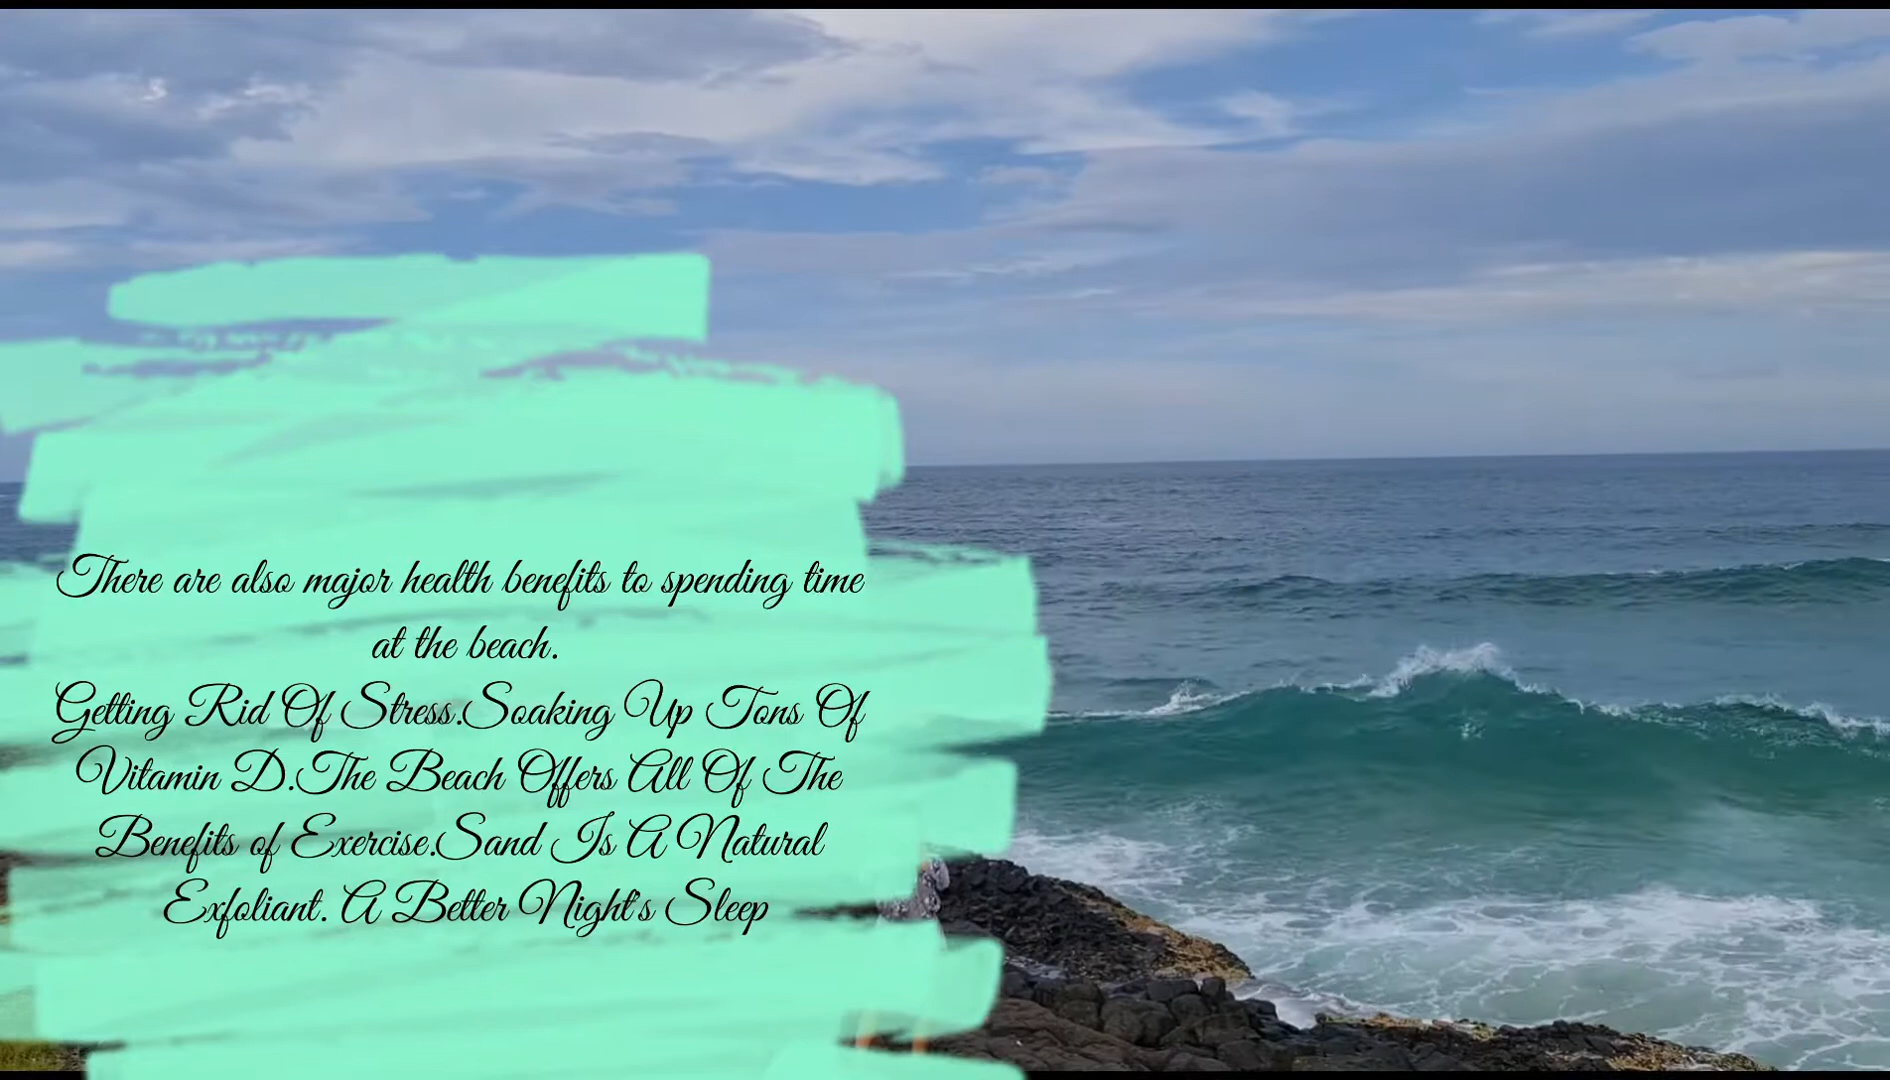 There are also major health benefits to spending time
at the beach.
Getting Rid Of Stress.Soaking Up Tons Of
Vitamin D.The Beach Offers All Of The
Benefits of Exercise.Sand Is A Natural
Exfoliant. A Better Night's Sleep